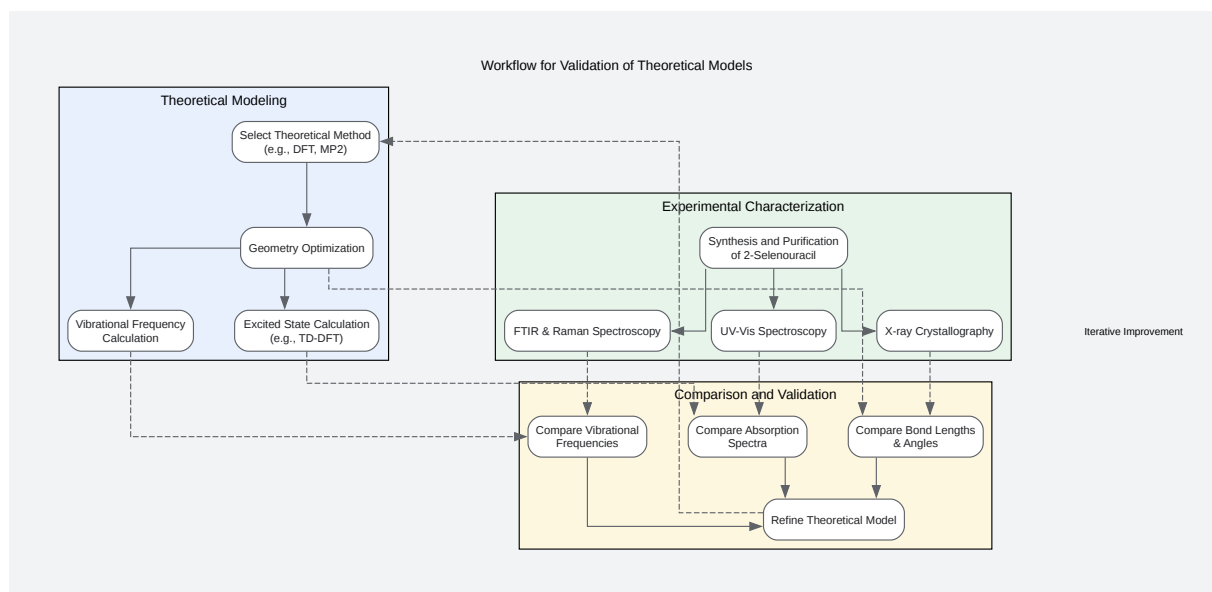 Workflow for Validation of Theoretical Models
Theoretical Modeling
Select Theoretical Method
(e.g., DFT, MP2)
Geometry Optimization
Vibrational Frequency
Calculation
Excited State Calculation
(e.g., TD-DFT)
Experimental Characterization
Synthesis and Purification
of 2-Selenouracil
FTIR & Raman Spectroscopy
UV-Vis Spectroscopy
X-ray Crystallography
Iterative Improvement
Comparison and Validation
Compare Vibrational
Frequencies
Compare Absorption
Spectra
Compare Bond Lengths
& Angles
Refine Theoretical Model